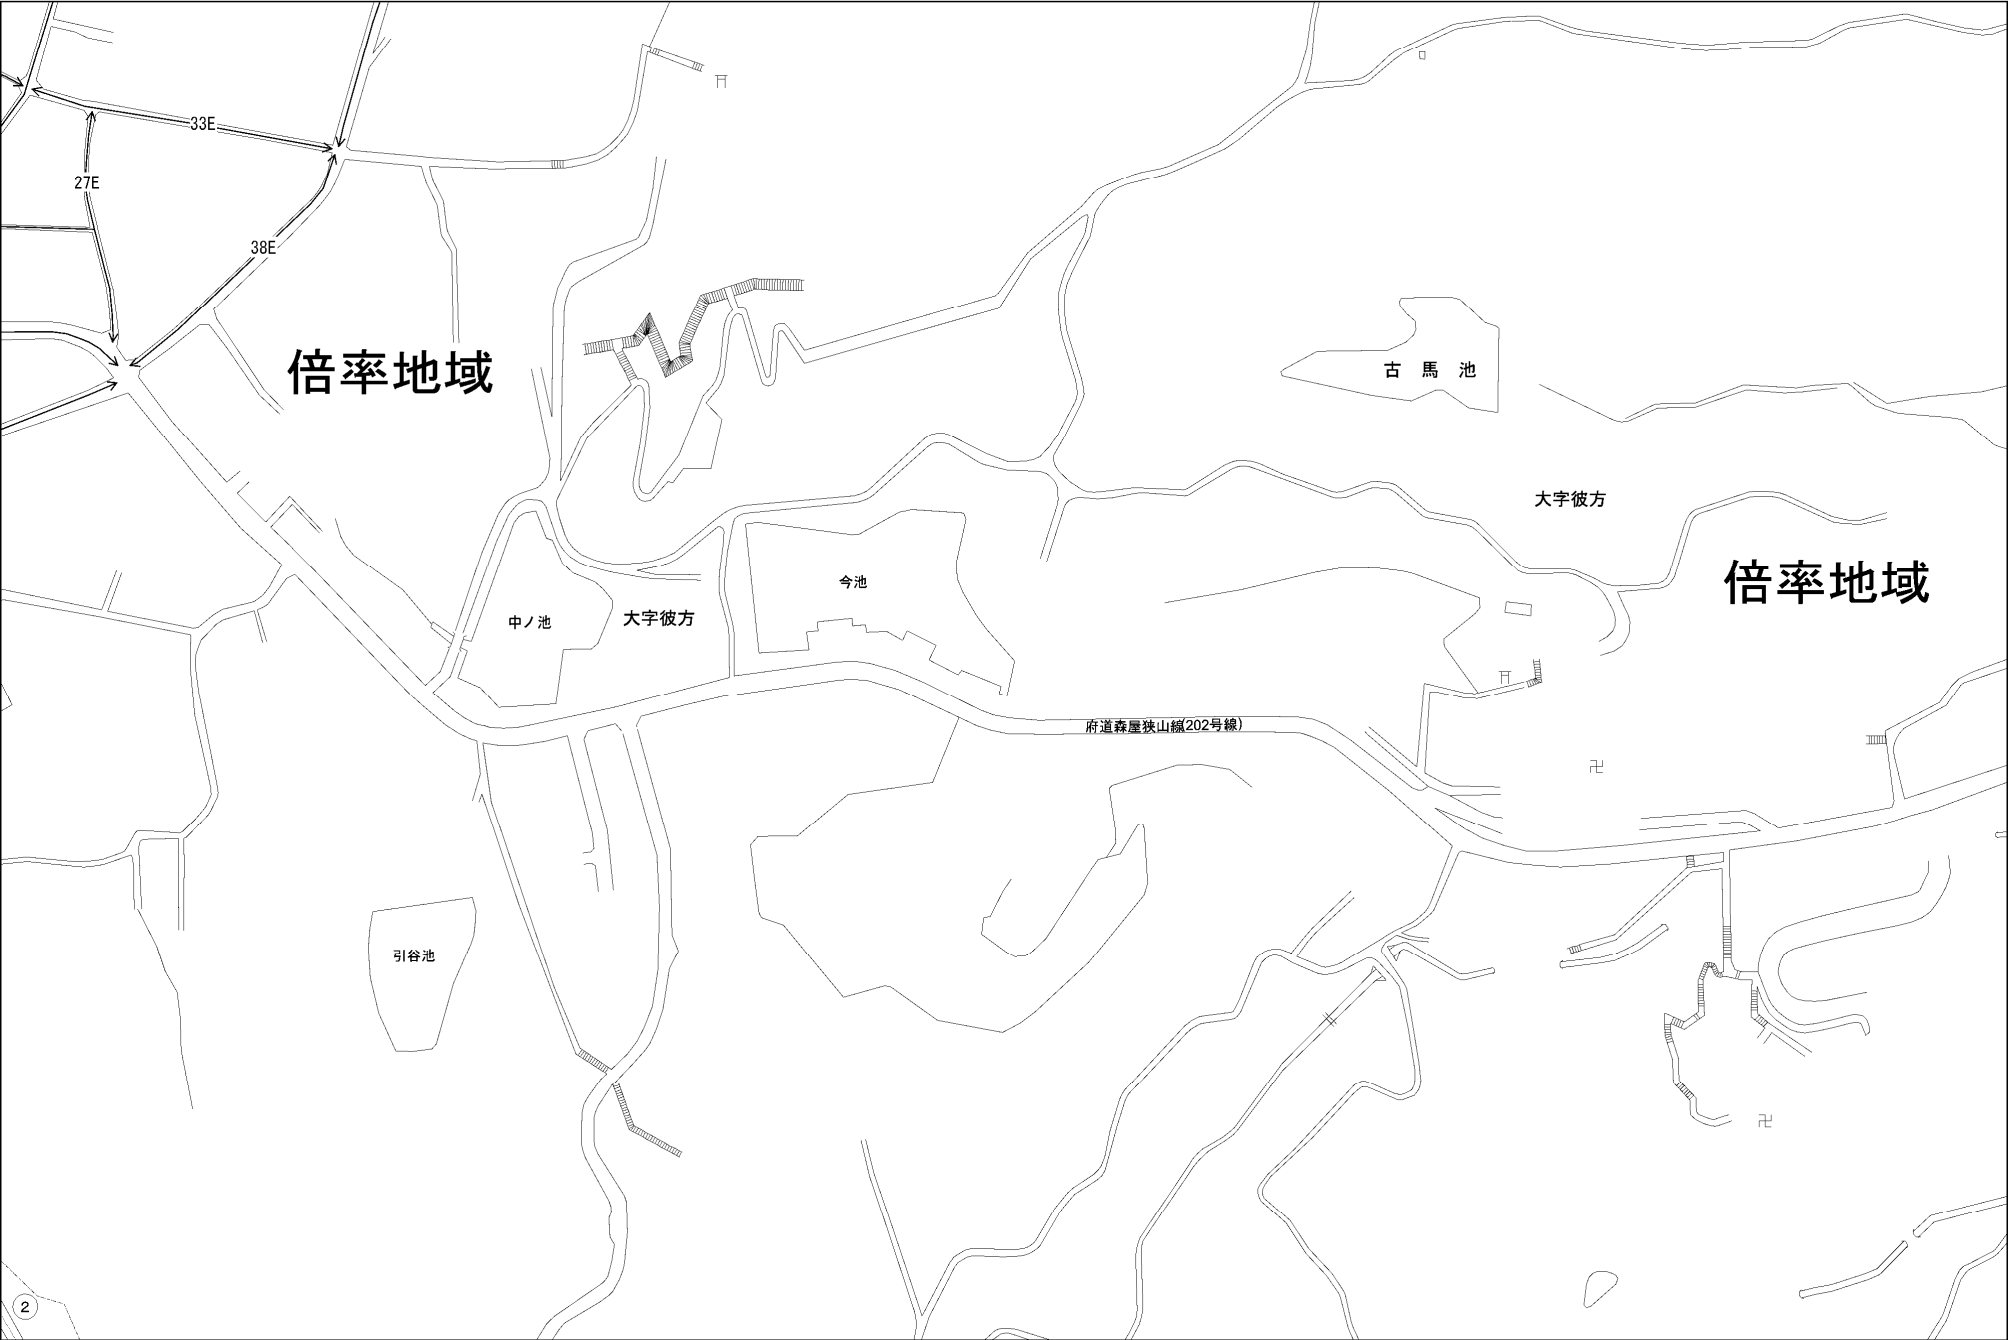 33E
27E
38E
倍率地域
古馬池
大字彼方
倍率地域
今池
中ノ池
大字彼方
府道森屋狭山線(202号線)
引谷池
2